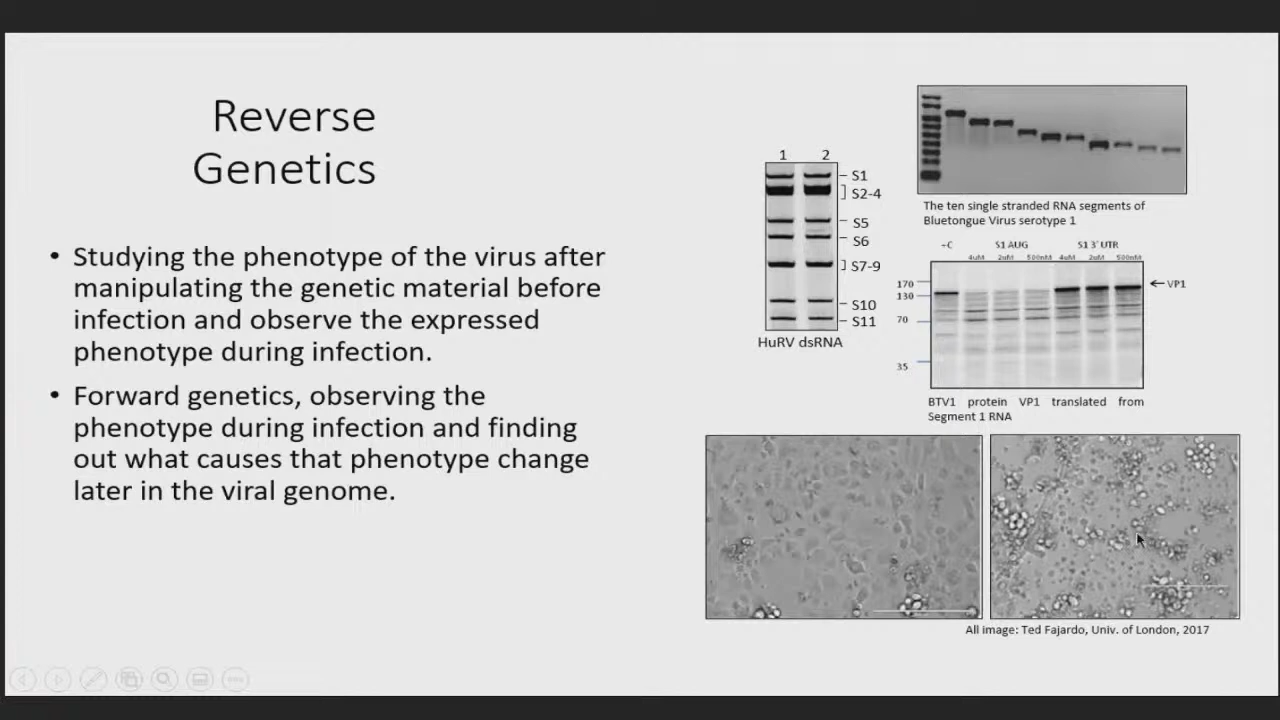 Reverse
Genetics
• Studying the phenotype of the virus after
manipulating the genetic material before
infection and observe the expressed
phenotype during infection.
• Forward genetics, observing the
phenotype during infection and finding
out what causes that phenotype change
later in the viral genome.
1 2
S1
S2-4
S5
S6
S7-9
S10
S11
HuRV dsRNA
The ten single stranded RNA segments of
Bluetongue Virus serotype 1
+C S1 AUG S1 3' UTR
4uM 2uM 500nM 4uM 2uM 500nM
170
130
70
35
VP1
BTV1 protein VP1 translated from
Segment 1 RNA
All image: Ted Fajardo, Univ. of London, 2017